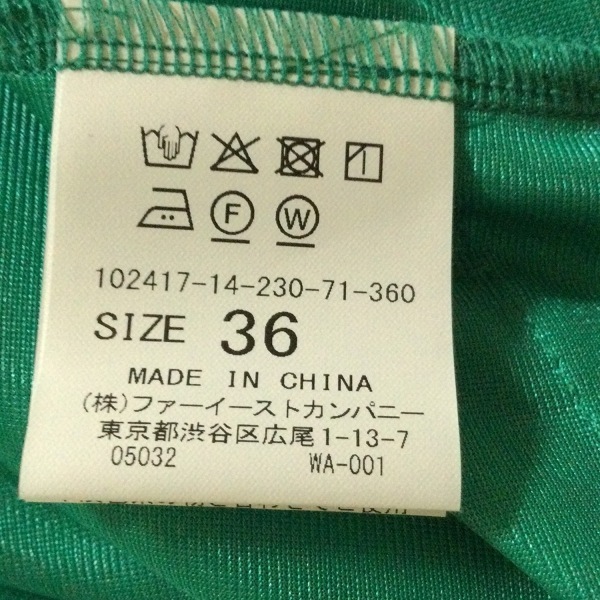 F W
102417-14-230-71-360
SIZE 36
MADE IN CHINA
(株)ファーイーストカンパニー
東京都渋谷区広尾1-13-7
05032 WA-001